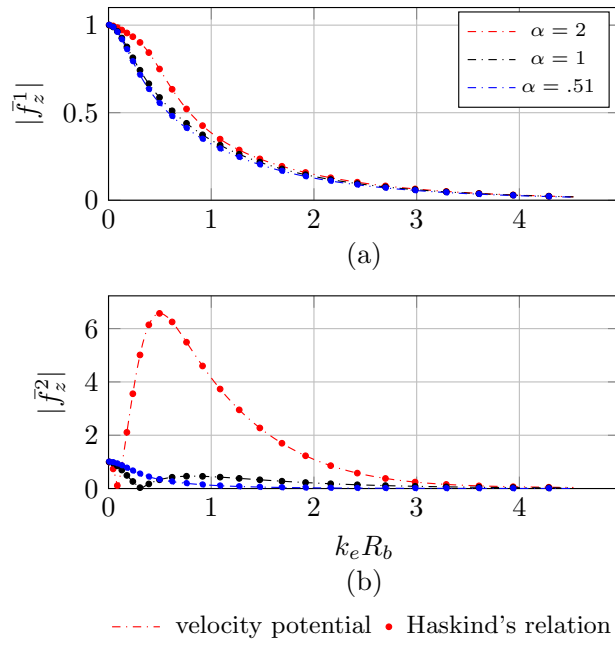 1
0.5
0
|f̄_z^1|
α = 2
α = 1
α = .51
0 1 2 3 4
(a)
6
4
2
0
|f̄_z^2|
0 1 2 3 4
k_e R_b
(b)
velocity potential Haskind's relation